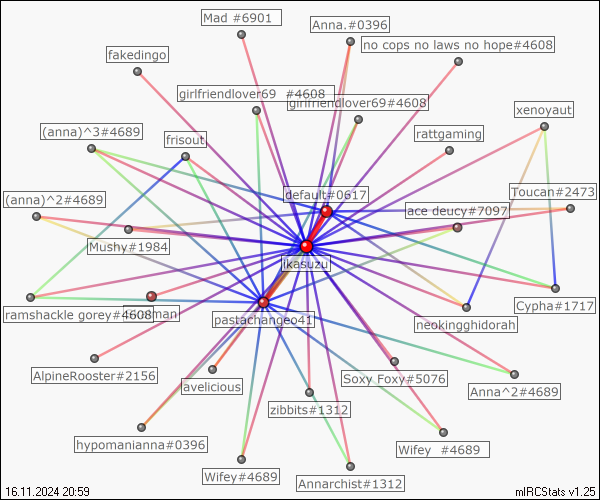 Mad #6901
Anna.#0396
no cops no laws no hope#4608
fakedingo
girlfriendlover69 #4608
girlfriendlover69#4608
xenoyaut
(anna)^3#4689
frisout
rattgaming
default#0617
Toucan#2473
(anna)^2#4689
ace deucy#7097
Mushy#1984
ikasuzu
ramshackle gorey#4608
Cypha#1717
pastachangeo41
neokingghidorah
AlpineRooster#2156
avelicious
Soxy Foxy#5076
Anna^2#4689
zibbits#1312
hypomanianna#0396
Wifey #4689
Wifey#4689
Annarchist#1312
16.11.2024 20:59
mIRCStats v1.25